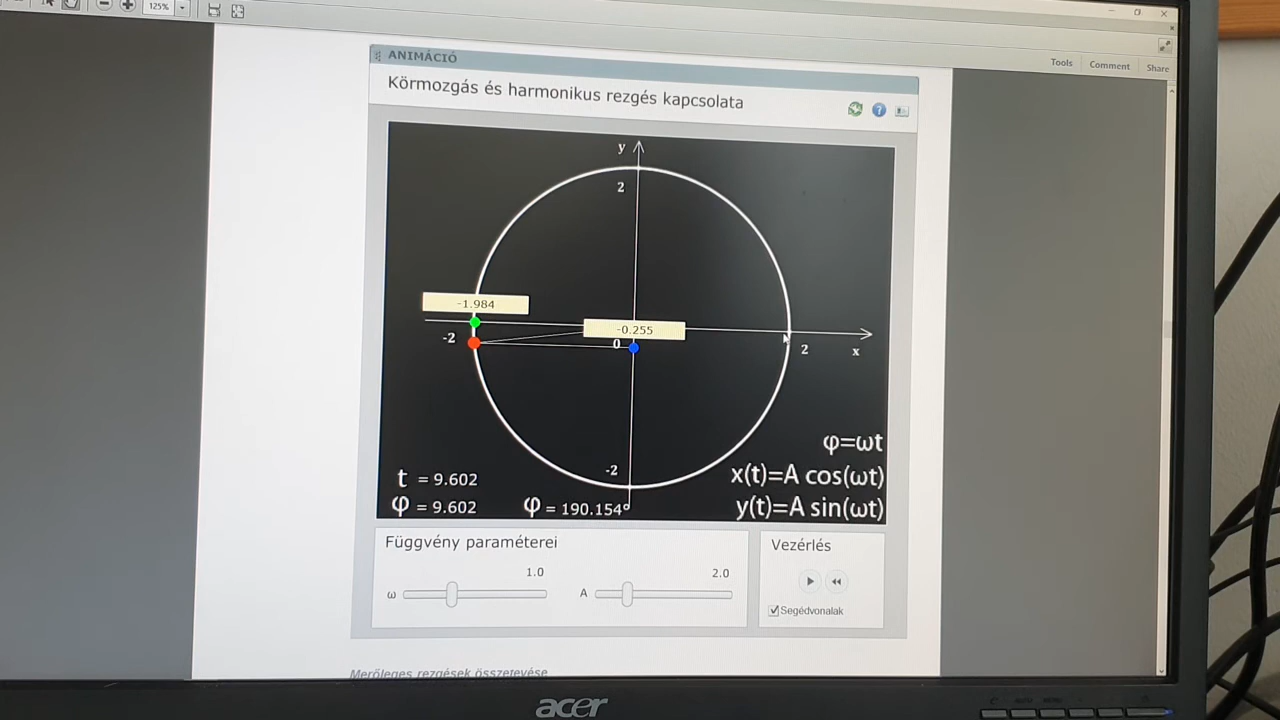 125%
Tools Comment Share
ANIMÁCIÓ
Körmozgás és harmonikus rezgés kapcsolata
y
2
-1.984
-0.255
-2
0
2
x
-2
φ=ωt
x(t)=A cos(ωt)
y(t)=A sin(ωt)
t = 9.602
φ = 9.602 φ = 190.154°
Függvény paraméterei
ω 1.0
A 2.0
Vezérlés
Segédvonalak
Merőleges rezgések összetevése
acer